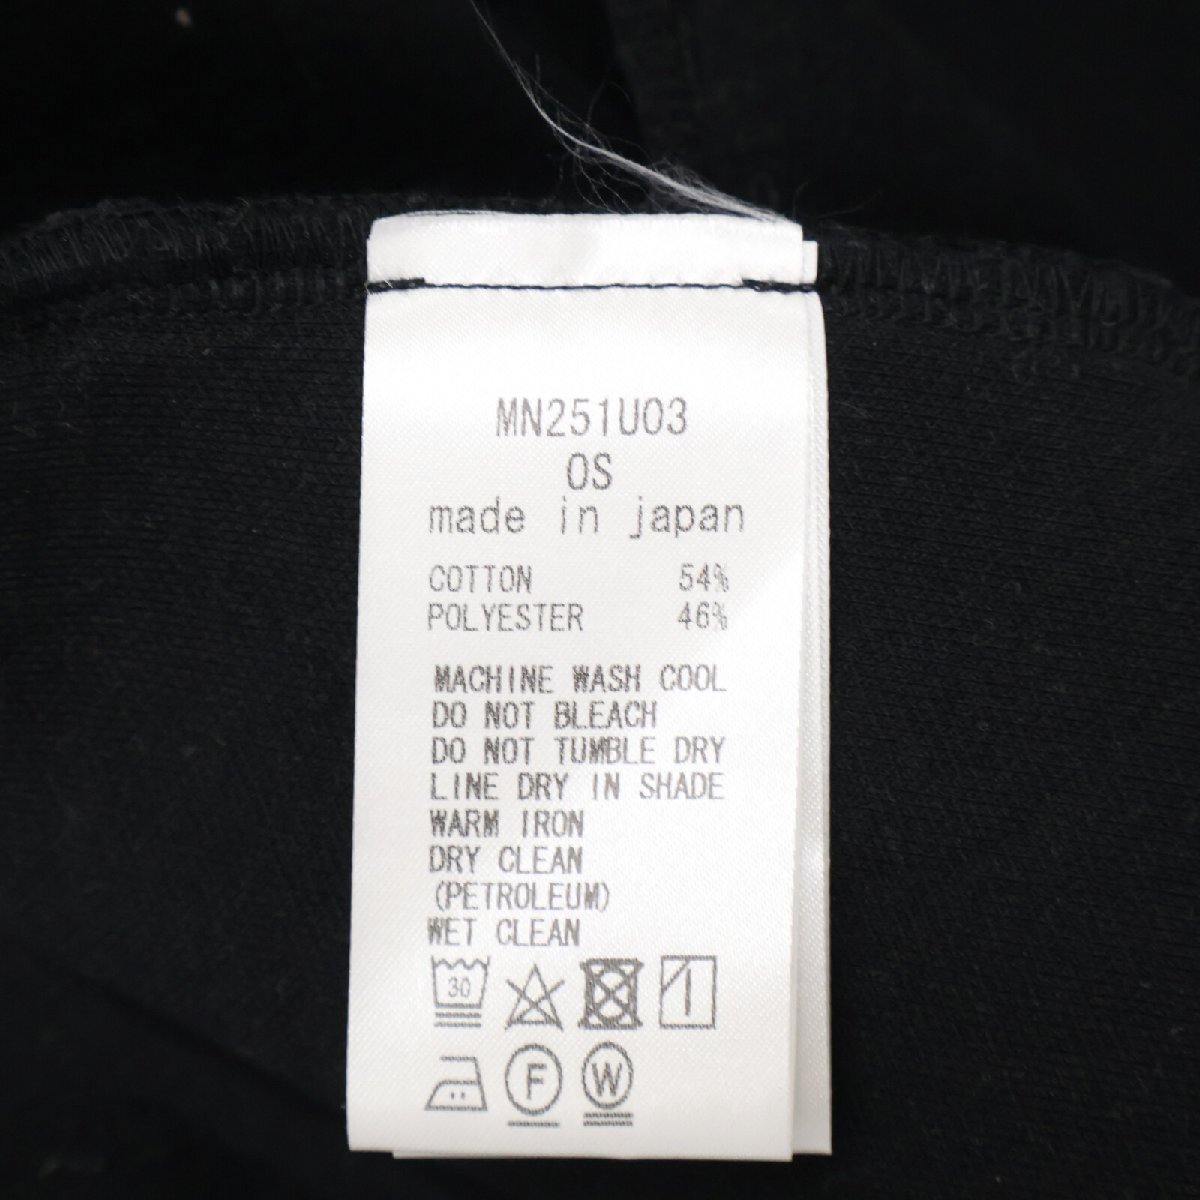 MN251U03
OS
made in japan
COTTON 54%
POLYESTER 46%
MACHINE WASH COOL
DO NOT BLEACH
DO NOT TUMBLE DRY
LINE DRY IN SHADE
WARM IRON
DRY CLEAN
(PETROLEUM)
WET CLEAN
30
F W